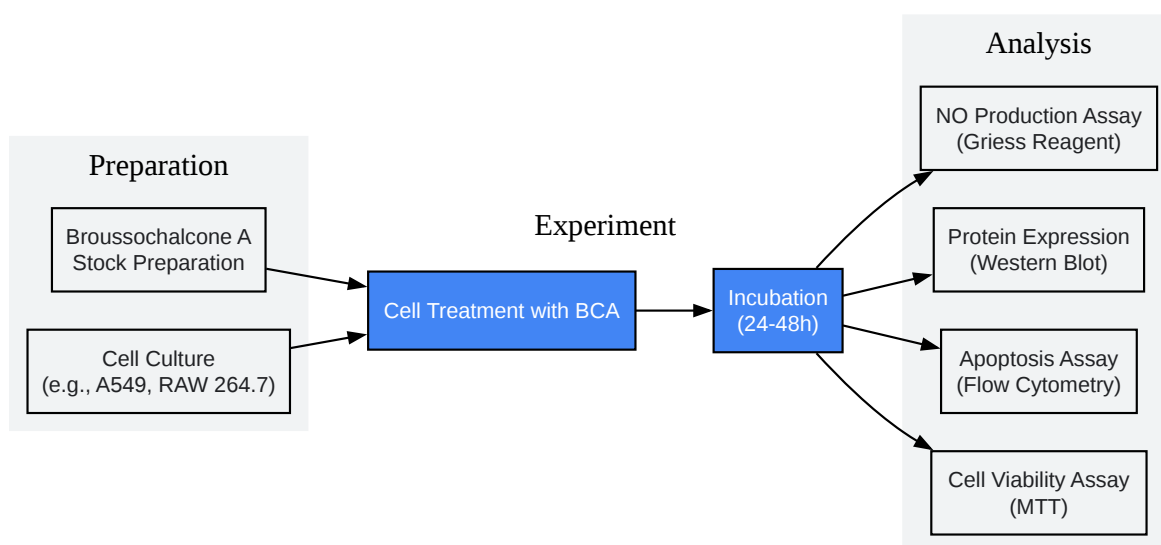 Preparation
Broussochalcone A
Stock Preparation
Cell Culture
(e.g., A549, RAW 264.7)
Experiment
Cell Treatment with BCA
Incubation
(24-48h)
Analysis
NO Production Assay
(Griess Reagent)
Protein Expression
(Western Blot)
Apoptosis Assay
(Flow Cytometry)
Cell Viability Assay
(MTT)